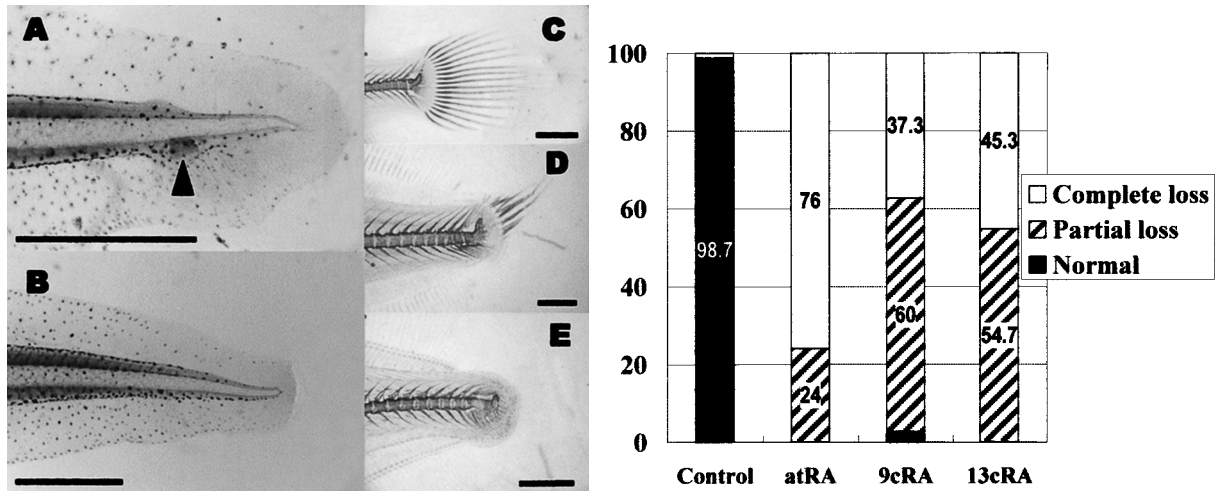 A
B
C
D
E
100
80
60
40
20
0
98.7
76
24
37.3
60
45.3
54.7
Control atRA 9cRA 13cRA
Complete loss
Partial loss
Normal